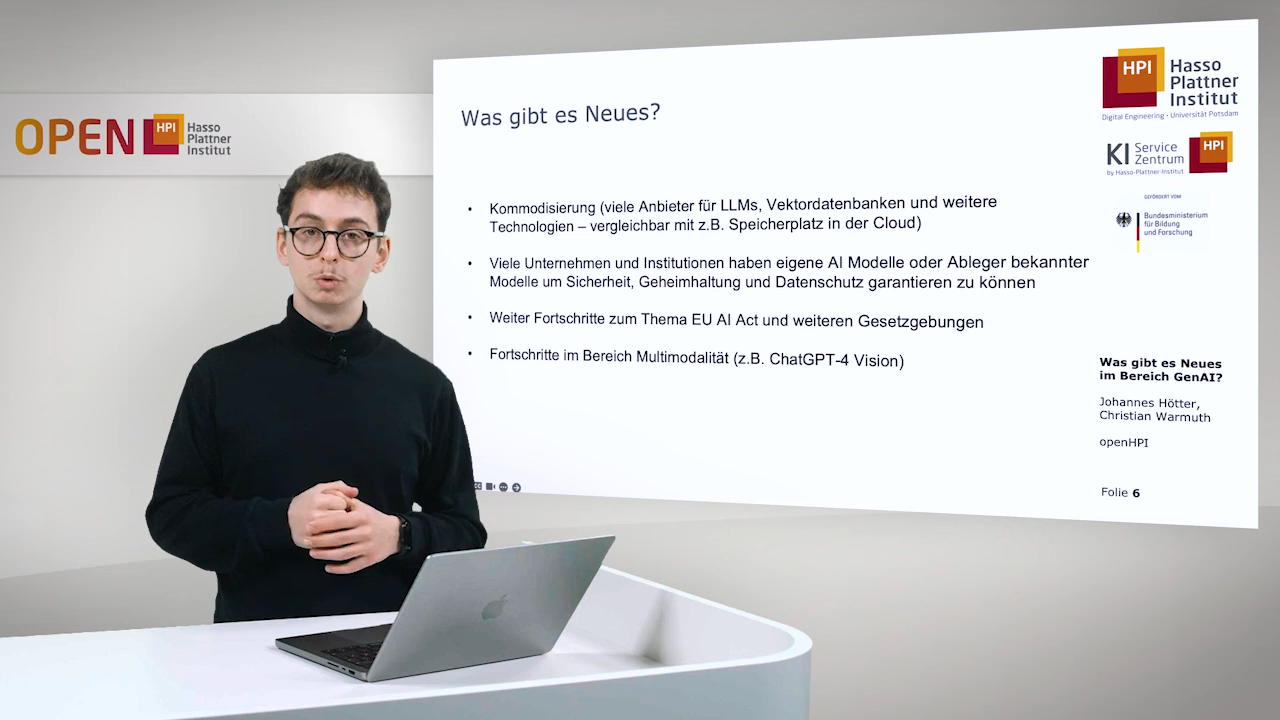 OPEN HPI Hasso
Plattner
Institut
Was gibt es Neues?
• Kommodisierung (viele Anbieter für LLMs, Vektordatenbanken und weitere
Technologien – vergleichbar mit z.B. Speicherplatz in der Cloud)
• Viele Unternehmen und Institutionen haben eigene AI Modelle oder Ableger bekannter
Modelle um Sicherheit, Geheimhaltung und Datenschutz garantieren zu können
• Weiter Fortschritte zum Thema EU AI Act und weiteren Gesetzgebungen
• Fortschritte im Bereich Multimodalität (z.B. ChatGPT-4 Vision)
HPI Hasso
Plattner
Institut
Digital Engineering • Universität Potsdam
KI Service
Zentrum
HPI
by Hasso-Plattner-Institut
GEFÖRDERT VOM
Bundesministerium
für Bildung
und Forschung
Was gibt es Neues
im Bereich GenAI?
Johannes Hötter,
Christian Warmuth
openHPI
Folie 6